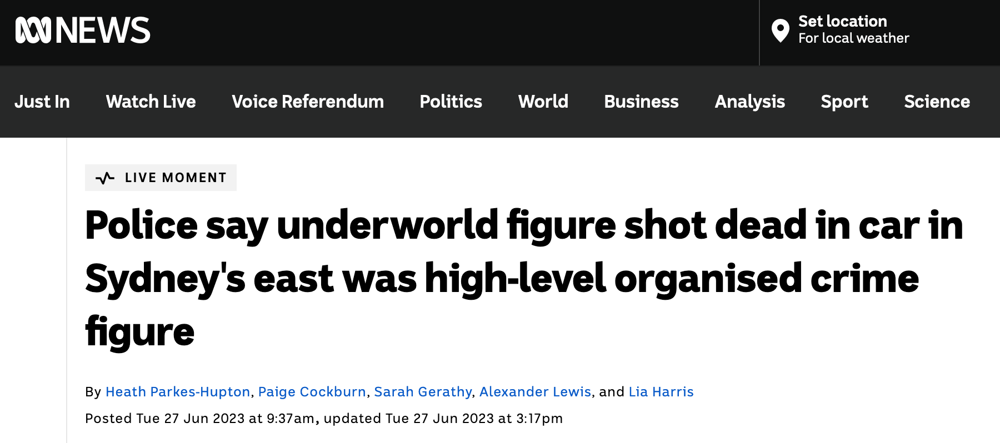 NEWS
Set location
For local weather
Just In Watch Live Voice Referendum Politics World Business Analysis Sport Science
LIVE MOMENT
Police say underworld figure shot dead in car in
Sydney's east was high-level organised crime
figure
By Heath Parkes-Hupton, Paige Cockburn, Sarah Gerathy, Alexander Lewis, and Lia Harris
Posted Tue 27 Jun 2023 at 9:37am, updated Tue 27 Jun 2023 at 3:17pm